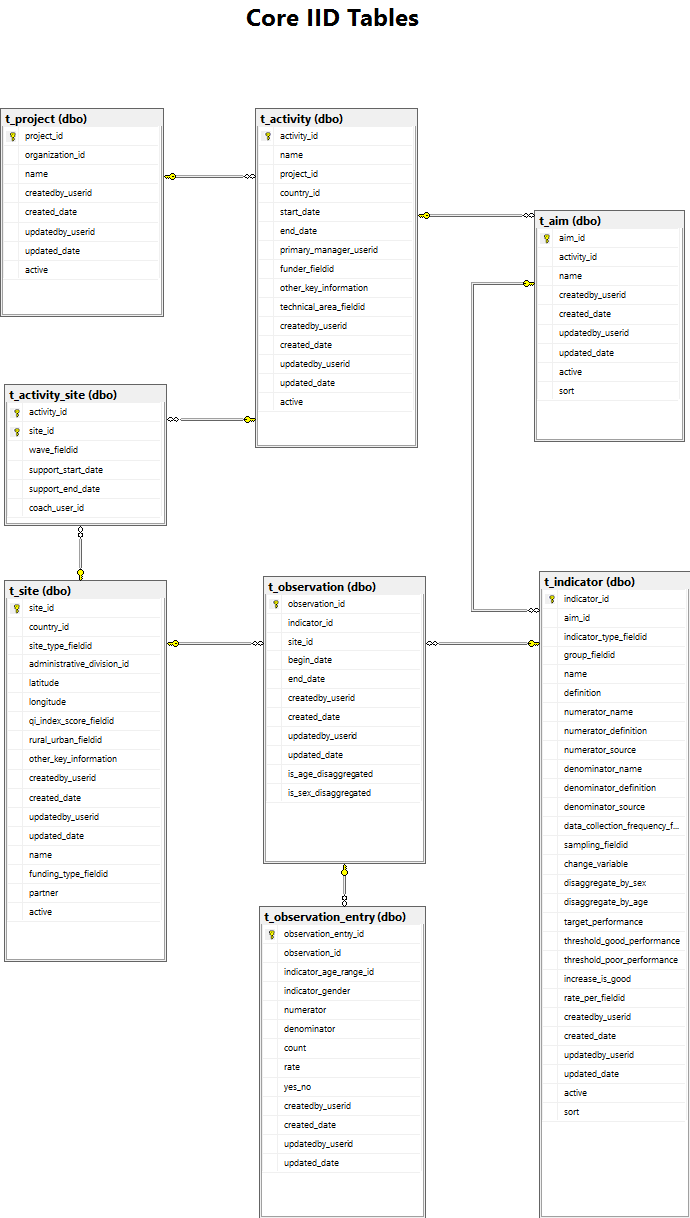 Core IID Tables
t_project (dbo)
project_id
organization_id
name
createdby_userid
created_date
updatedby_userid
updated_date
active
t_activity (dbo)
activity_id
name
project_id
country_id
start_date
end_date
primary_manager_userid
funder_fieldid
other_key_information
technical_area_fieldid
createdby_userid
created_date
updatedby_userid
updated_date
active
t_aim (dbo)
aim_id
activity_id
name
createdby_userid
created_date
updatedby_userid
updated_date
active
sort
t_activity_site (dbo)
activity_id
site_id
wave_fieldid
support_start_date
support_end_date
coach_user_id
t_site (dbo)
site_id
country_id
site_type_fieldid
administrative_division_id
latitude
longitude
qi_index_score_fieldid
rural_urban_fieldid
other_key_information
createdby_userid
created_date
updatedby_userid
updated_date
name
funding_type_fieldid
partner
active
t_observation (dbo)
observation_id
indicator_id
site_id
begin_date
end_date
createdby_userid
created_date
updatedby_userid
updated_date
is_age_disaggregated
is_sex_disaggregated
t_indicator (dbo)
indicator_id
aim_id
indicator_type_fieldid
group_fieldid
name
definition
numerator_name
numerator_definition
numerator_source
denominator_name
denominator_definition
denominator_source
data_collection_frequency_f...
sampling_fieldid
change_variable
disaggregate_by_sex
disaggregate_by_age
target_performance
threshold_good_performance
threshold_poor_performance
increase_is_good
rate_per_fieldid
createdby_userid
created_date
updatedby_userid
updated_date
active
sort
t_observation_entry (dbo)
observation_entry_id
observation_id
indicator_age_range_id
indicator_gender
numerator
denominator
count
rate
yes_no
createdby_userid
created_date
updatedby_userid
updated_date